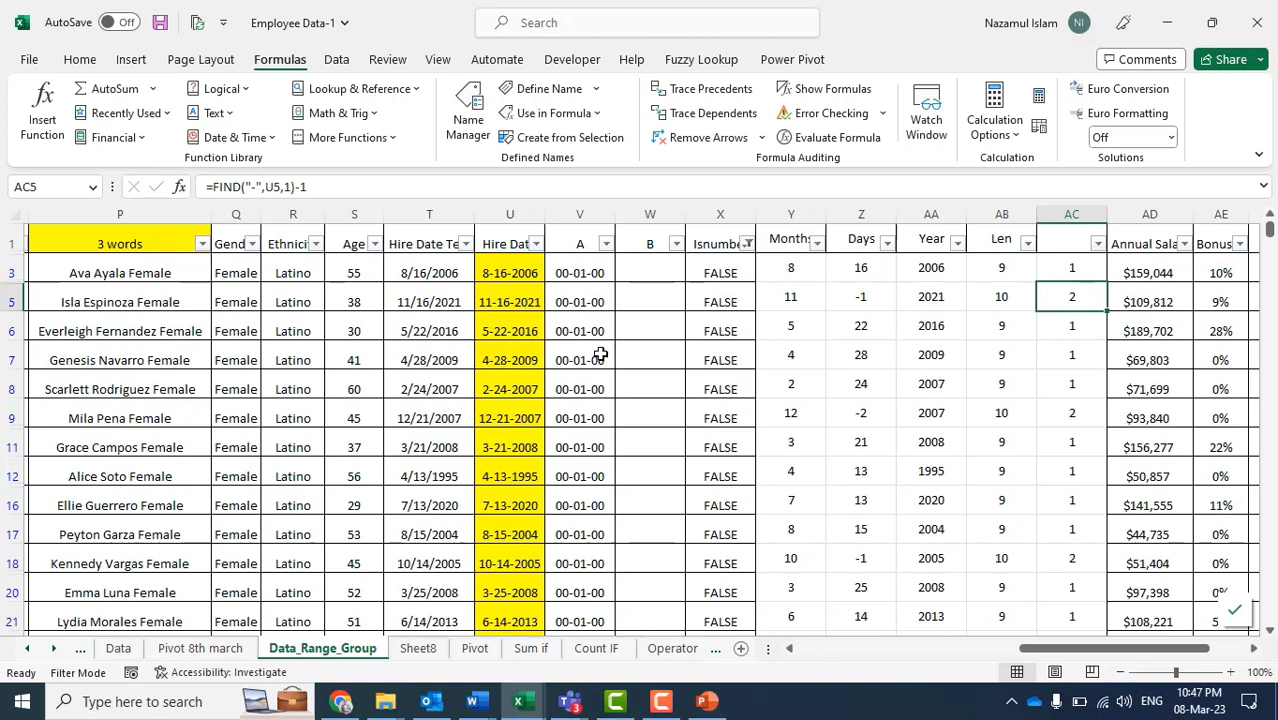 AutoSave Off Employee Data-1 Search Nazamul Islam NI
File Home Insert Page Layout Formulas Data Review View Automate Developer Help Fuzzy Lookup Power Pivot Comments Share
fx Insert Function
AutoSum Logical Lookup & Reference
Recently Used Text Math & Trig
Financial Date & Time More Functions
Function Library
Name Manager
Define Name
Use in Formula
Create from Selection
Defined Names
Trace Precedents Show Formulas
Trace Dependents Error Checking
Remove Arrows Evaluate Formula
Formula Auditing
Watch Window
Calculation Options
Calculation
Euro Conversion
Euro Formatting
Off
Solutions
AC5 fx =FIND("-",U5,1)-1
P Q R S T U V W X Y Z AA AB AC AD AE
1 3 words Gend Ethnici Age Hire Date Te Hire Dat A B Isnumbe Months Days Year Len Annual Sala Bonus
3 Ava Ayala Female Female Latino 55 8/16/2006 8-16-2006 00-01-00 FALSE 8 16 2006 9 1 $159,044 10%
5 Isla Espinoza Female Female Latino 38 11/16/2021 11-16-2021 00-01-00 FALSE 11 -1 2021 10 2 $109,812 9%
6 Everleigh Fernandez Female Female Latino 30 5/22/2016 5-22-2016 00-01-00 FALSE 5 22 2016 9 1 $189,702 28%
7 Genesis Navarro Female Female Latino 41 4/28/2009 4-28-2009 00-01-00 FALSE 4 28 2009 9 1 $69,803 0%
8 Scarlett Rodriguez Female Female Latino 60 2/24/2007 2-24-2007 00-01-00 FALSE 2 24 2007 9 1 $71,699 0%
9 Mila Pena Female Female Latino 45 12/21/2007 12-21-2007 00-01-00 FALSE 12 -2 2007 10 2 $93,840 0%
11 Grace Campos Female Female Latino 37 3/21/2008 3-21-2008 00-01-00 FALSE 3 21 2008 9 1 $156,277 22%
12 Alice Soto Female Female Latino 56 4/13/1995 4-13-1995 00-01-00 FALSE 4 13 1995 9 1 $50,857 0%
16 Ellie Guerrero Female Female Latino 29 7/13/2020 7-13-2020 00-01-00 FALSE 7 13 2020 9 1 $141,555 11%
17 Peyton Garza Female Female Latino 53 8/15/2004 8-15-2004 00-01-00 FALSE 8 15 2004 9 1 $44,735 0%
18 Kennedy Vargas Female Female Latino 45 10/14/2005 10-14-2005 00-01-00 FALSE 10 -1 2005 10 2 $51,404 0%
20 Emma Luna Female Female Latino 52 3/25/2008 3-25-2008 00-01-00 FALSE 3 25 2008 9 1 $97,398 0%
21 Lydia Morales Female Female Latino 51 6/14/2013 6-14-2013 00-01-00 FALSE 6 14 2013 9 1 $108,221 5
... Data Pivot 8th march Data_Range_Group Sheet8 Pivot Sum if Count IF Operator ...
Ready Filter Mode Accessibility: Investigate 100%
Type here to search ENG 10:47 PM
08-Mar-23